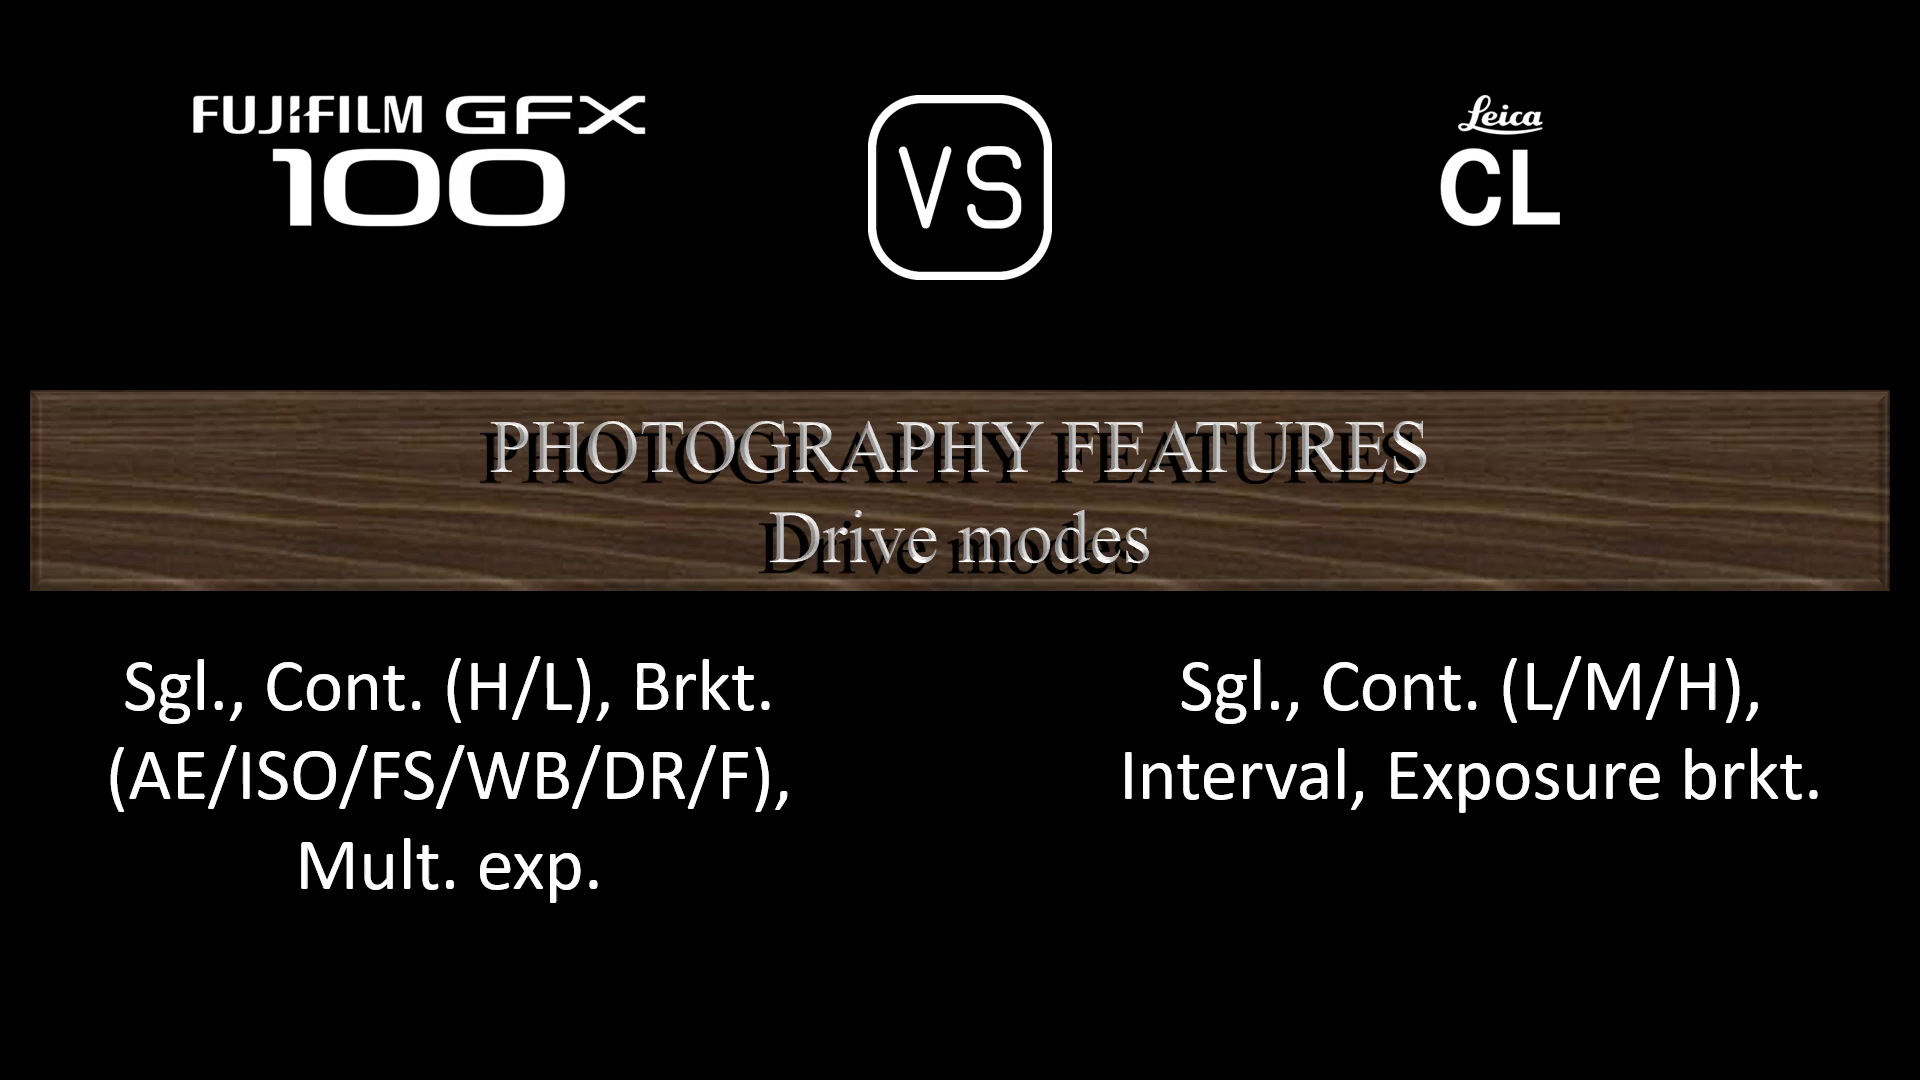 FUJIFILM GFX
100
VS
Leica
CL
PHOTOGRAPHY FEATURES
Drive modes
Sgl., Cont. (H/L), Brkt.
(AE/ISO/FS/WB/DR/F),
Mult. exp.
Sgl., Cont. (L/M/H),
Interval, Exposure brkt.